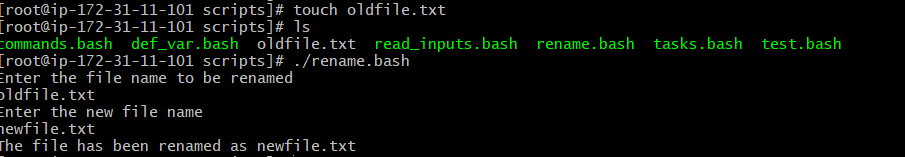 [root@ip-172-31-11-101 scripts]# touch oldfile.txt
[root@ip-172-31-11-101 scripts]# ls
commands.bash  def_var.bash  oldfile.txt  read_inputs.bash  rename.bash  tasks.bash  test.bash
[root@ip-172-31-11-101 scripts]# ./rename.bash
Enter the file name to be renamed
oldfile.txt
Enter the new file name
newfile.txt
The file has been renamed as newfile.txt